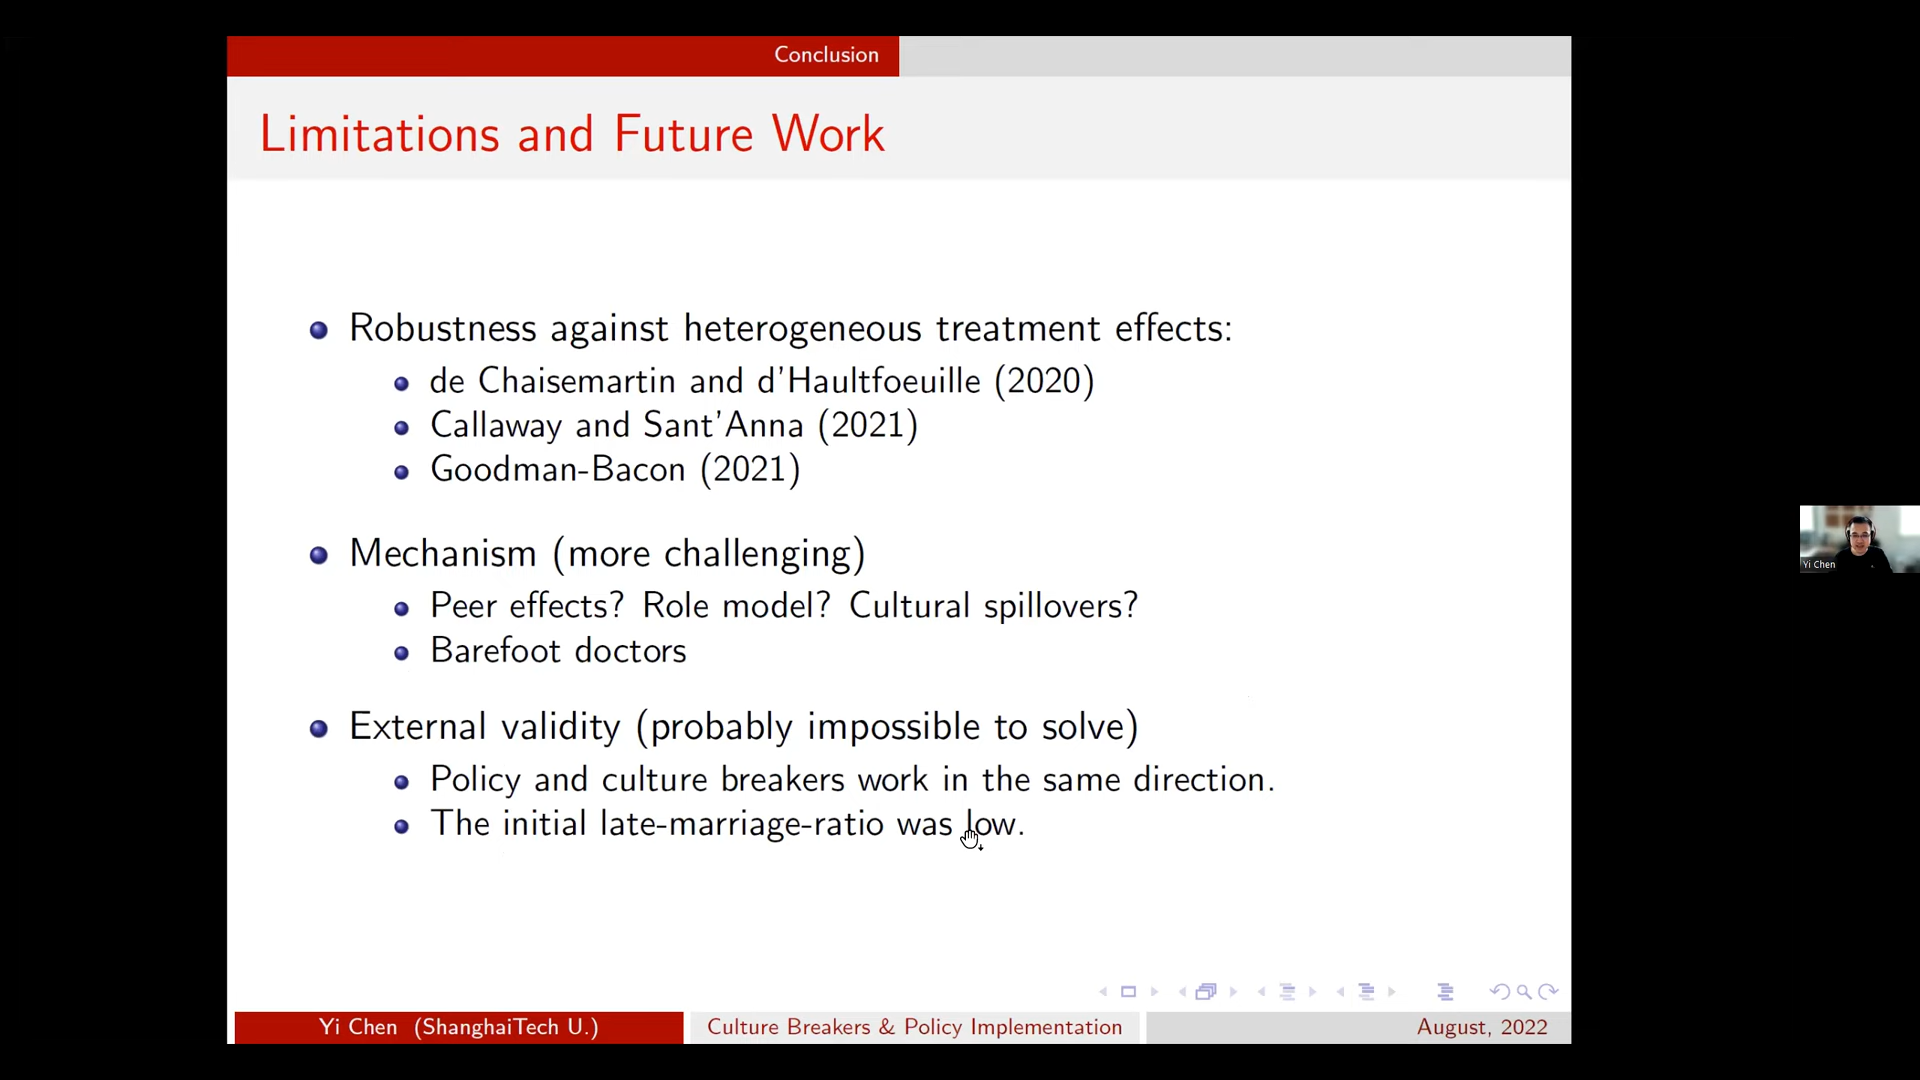 Conclusion
Limitations and Future Work
Robustness against heterogeneous treatment effects:
de Chaisemartin and d'Haultfoeuille (2020)
Callaway and Sant'Anna (2021)
Goodman-Bacon (2021)
Mechanism (more challenging)
Peer effects? Role model? Cultural spillovers?
Barefoot doctors
External validity (probably impossible to solve)
Policy and culture breakers work in the same direction.
The initial late-marriage-ratio was low.
Yi Chen
Yi Chen (ShanghaiTech U.)
Culture Breakers & Policy Implementation
August, 2022